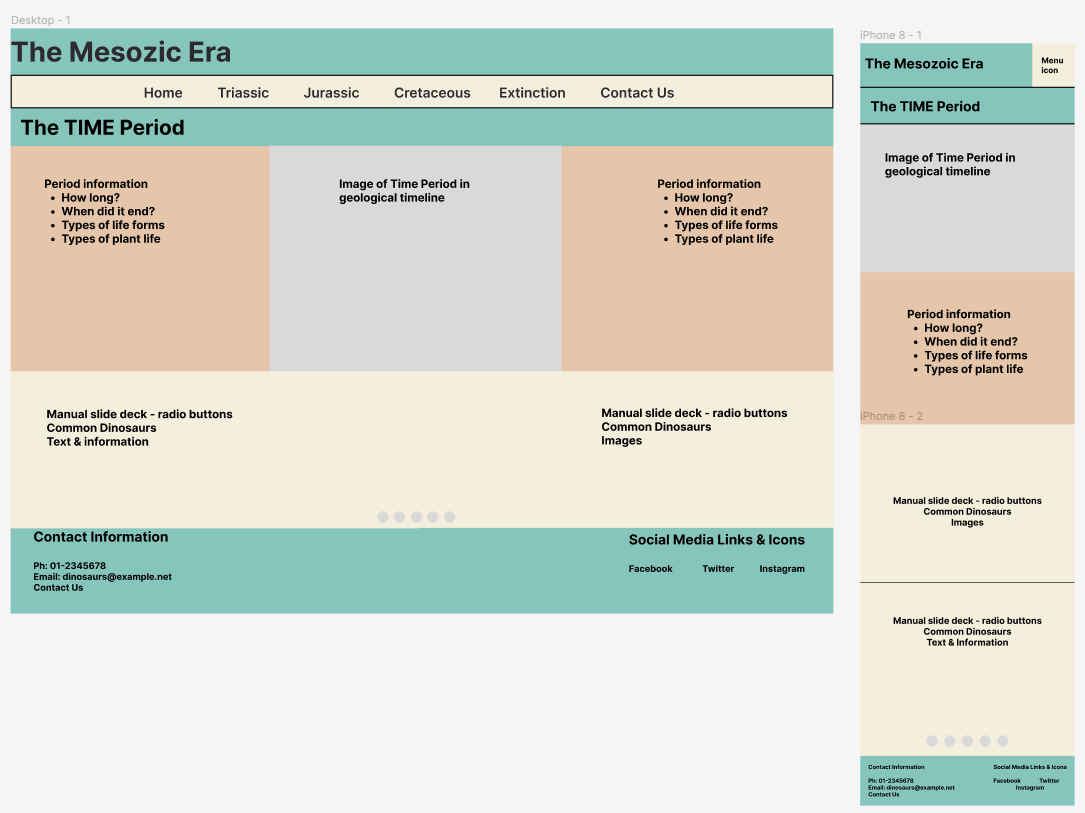 Desktop - 1
The Mesozic Era
Home Triassic Jurassic Cretaceous Extinction Contact Us
The TIME Period
Period information
• How long?
• When did it end?
• Types of life forms
• Types of plant life
Image of Time Period in
geological timeline
Period information
• How long?
• When did it end?
• Types of life forms
• Types of plant life
Manual slide deck - radio buttons
Common Dinosaurs
Text & information
Manual slide deck - radio buttons
Common Dinosaurs
Images
Contact Information
Ph: 01-2345678
Email: dinosaurs@example.net
Contact Us
Social Media Links & Icons
Facebook Twitter Instagram
iPhone 8 - 1
The Mesozoic Era
Menu
icon
The TIME Period
Image of Time Period in
geological timeline
Period information
• How long?
• When did it end?
• Types of life forms
• Types of plant life
iPhone 8 - 2
Manual slide deck - radio buttons
Common Dinosaurs
Images
Manual slide deck - radio buttons
Common Dinosaurs
Text & Information
Contact Information
Ph: 01-2345678
Email: dinosaurs@example.net
Contact Us
Social Media Links & Icons
Facebook Twitter
Instagram